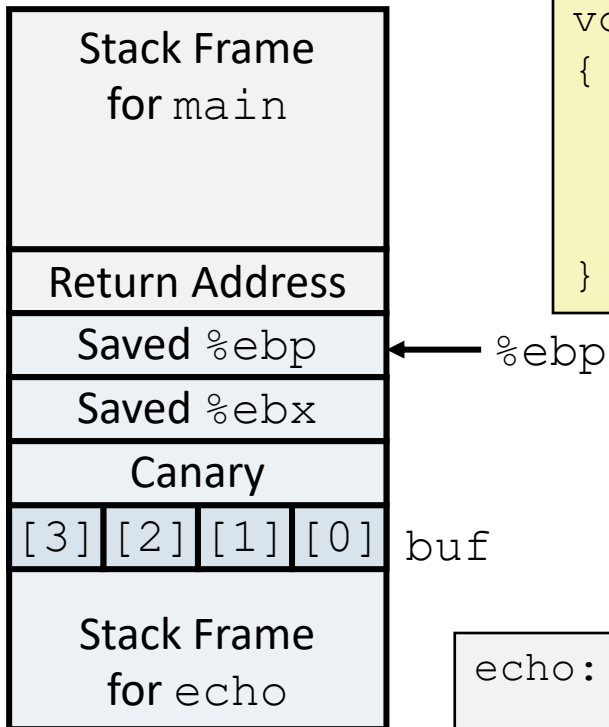 Stack Frame
for main
Return Address
Saved %ebp
%ebp
Saved %ebx
Canary
[3] [2] [1] [0] buf
Stack Frame
for echo
{
}
echo: